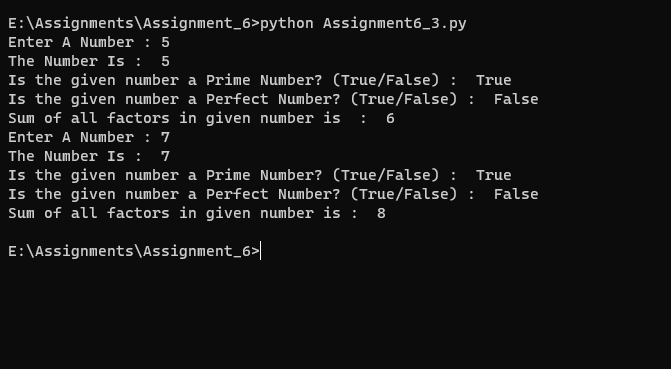 E:\Assignments\Assignment_6>python Assignment6_3.py
Enter A Number : 5
The Number Is :  5
Is the given number a Prime Number? (True/False) :  True
Is the given number a Perfect Number? (True/False) :  False
Sum of all factors in given number is  :  6
Enter A Number : 7
The Number Is :  7
Is the given number a Prime Number? (True/False) :  True
Is the given number a Perfect Number? (True/False) :  False
Sum of all factors in given number is :  8
E:\Assignments\Assignment_6>